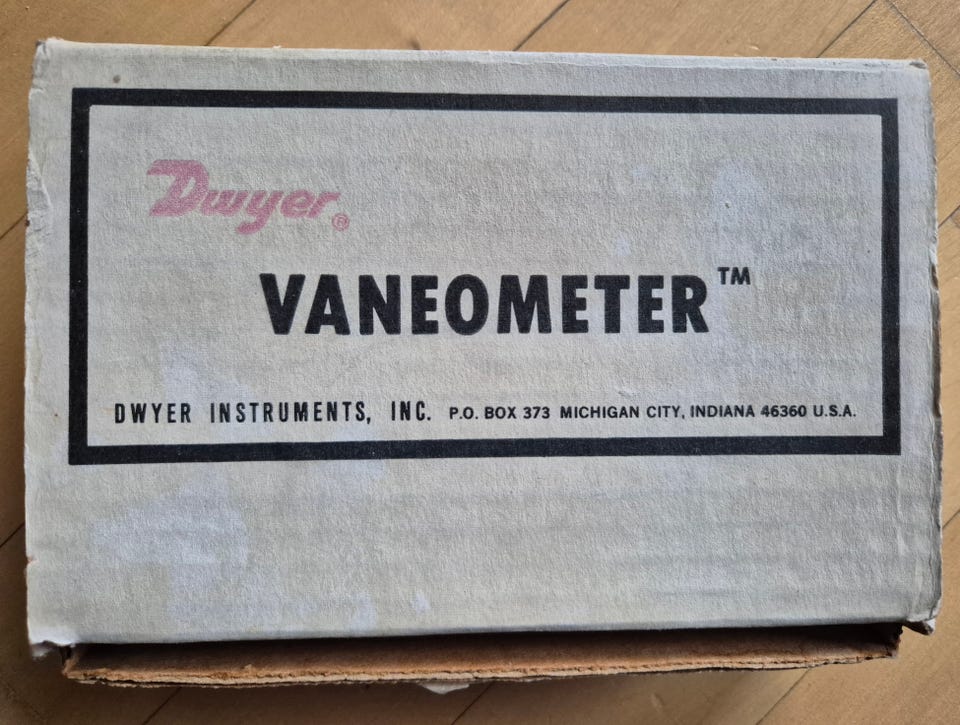 Dwyer®
VANEOMETER™
DWYER INSTRUMENTS, INC. P.O. BOX 373 MICHIGAN CITY, INDIANA 46360 U.S.A.